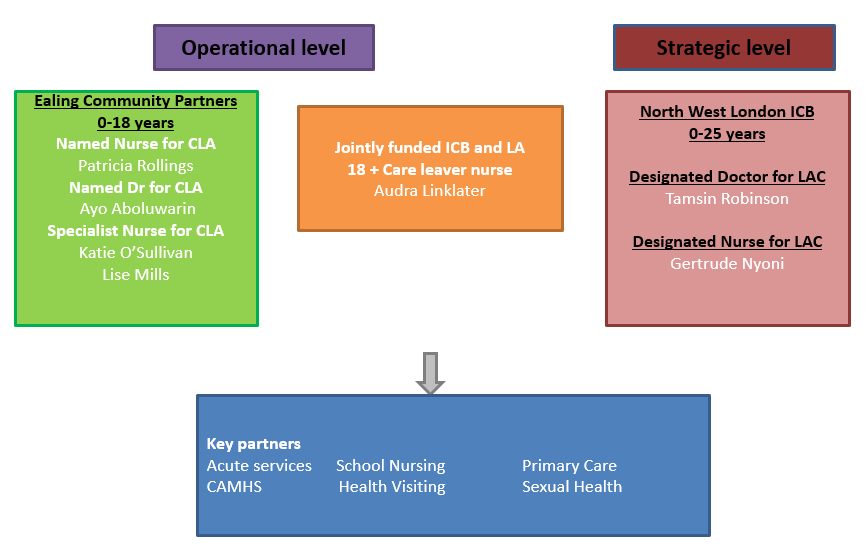 Operational level
Strategic level
Ealing Community Partners
0-18 years
Named Nurse for CLA
Patricia Rollings
Named Dr for CLA
Ayo Aboluwarin
Specialist Nurse for CLA
Katie O’Sullivan
Lise Mills
Jointly funded ICB and LA
18 + Care leaver nurse
Audra Linklater
North West London ICB
0-25 years
Designated Doctor for LAC
Tamsin Robinson
Designated Nurse for LAC
Gertrude Nyoni
Key partners
Acute services School Nursing Primary Care
CAMHS Health Visiting Sexual Health